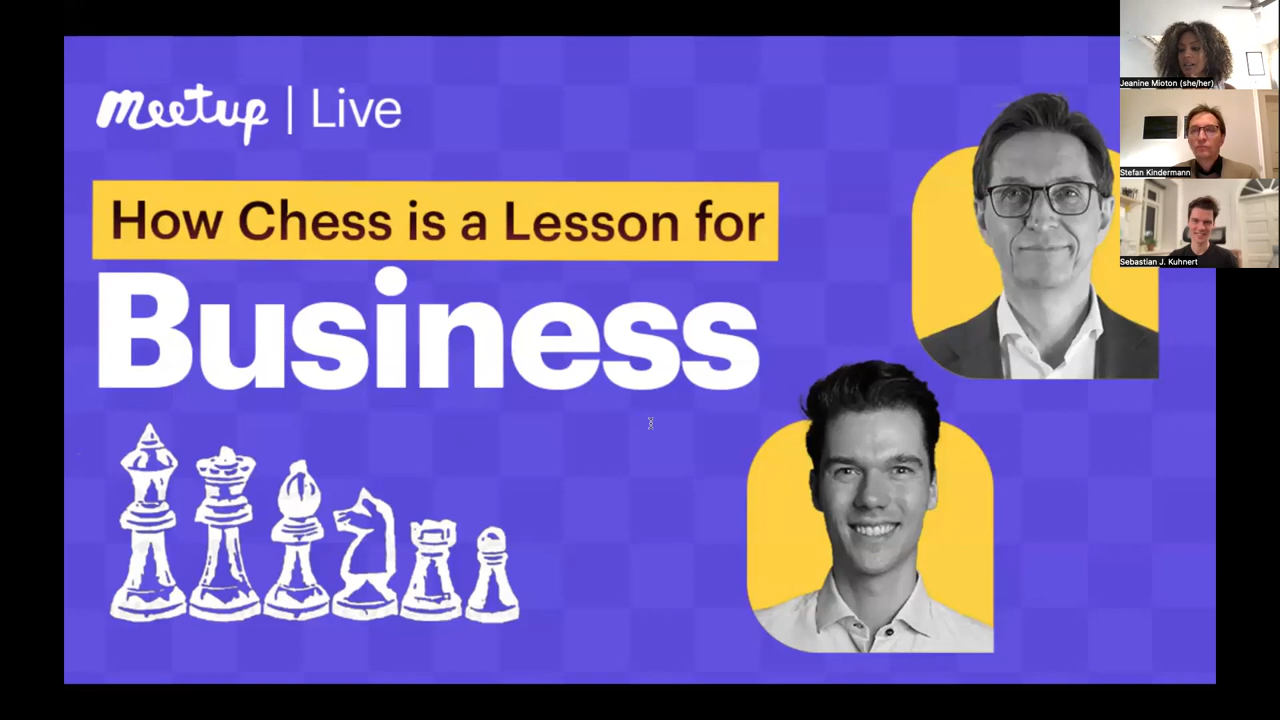 meetup | Live
How Chess is a Lesson for
Business
Jeanine Mioton (she/her)
Stefan Kindermann
Sebastian J. Kuhnert